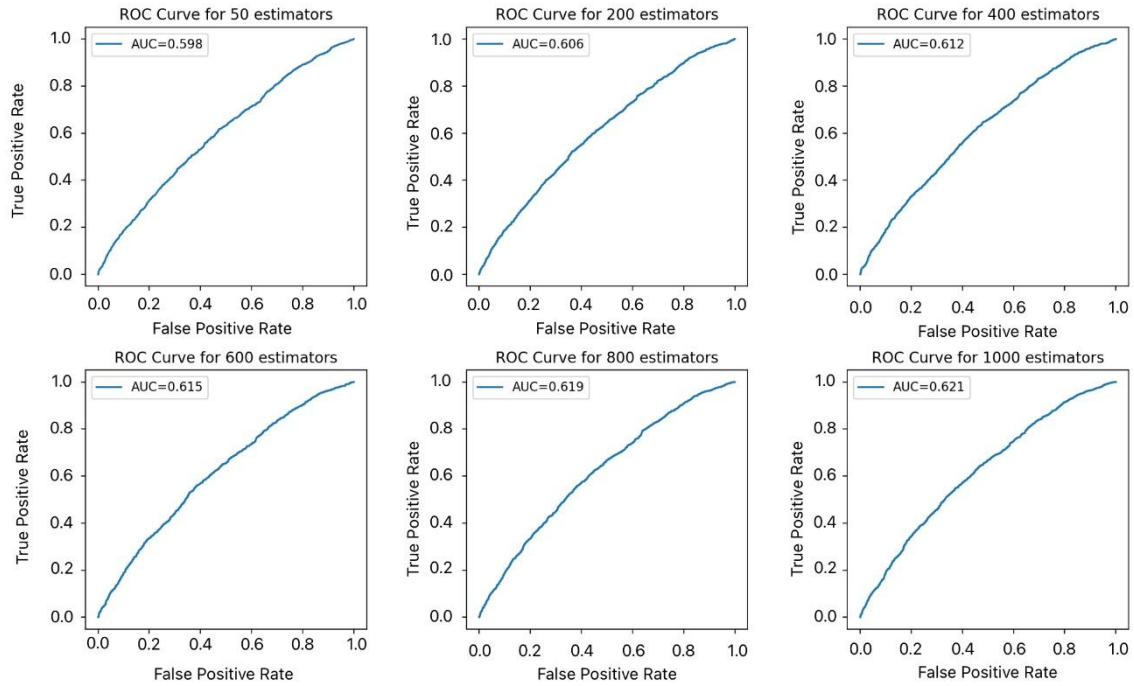 ROC Curve for 50 estimators
AUC=0.598
True Positive Rate
1.0
0.8
0.6
0.4
0.2
0.0
0.0 0.2 0.4 0.6 0.8 1.0
False Positive Rate
ROC Curve for 200 estimators
AUC=0.606
True Positive Rate
1.0
0.8
0.6
0.4
0.2
0.0
0.0 0.2 0.4 0.6 0.8 1.0
False Positive Rate
ROC Curve for 400 estimators
AUC=0.612
True Positive Rate
1.0
0.8
0.6
0.4
0.2
0.0
0.0 0.2 0.4 0.6 0.8 1.0
False Positive Rate
ROC Curve for 600 estimators
AUC=0.615
True Positive Rate
1.0
0.8
0.6
0.4
0.2
0.0
0.0 0.2 0.4 0.6 0.8 1.0
False Positive Rate
ROC Curve for 800 estimators
AUC=0.619
True Positive Rate
1.0
0.8
0.6
0.4
0.2
0.0
0.0 0.2 0.4 0.6 0.8 1.0
False Positive Rate
ROC Curve for 1000 estimators
AUC=0.621
True Positive Rate
1.0
0.8
0.6
0.4
0.2
0.0
0.0 0.2 0.4 0.6 0.8 1.0
False Positive Rate